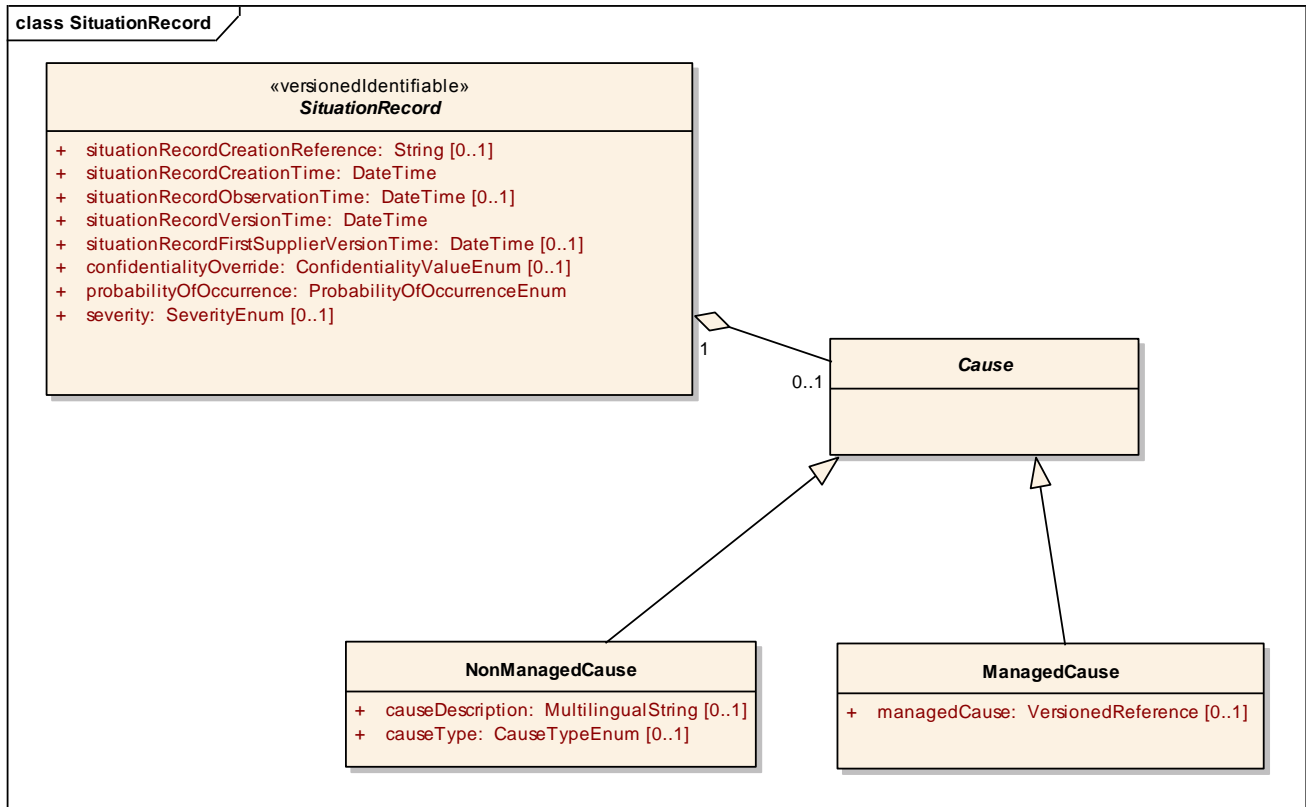 class SituationRecord
«versionedIdentifiable»
SituationRecord
+ situationRecordCreationReference: String [0..1]
+ situationRecordCreationTime: DateTime
+ situationRecordObservationTime: DateTime [0..1]
+ situationRecordVersionTime: DateTime
+ situationRecordFirstSupplierVersionTime: DateTime [0..1]
+ confidentialityOverride: ConfidentialityValueEnum [0..1]
+ probabilityOfOccurrence: ProbabilityOfOccurrenceEnum
+ severity: SeverityEnum [0..1]
1
0..1
Cause
NonManagedCause
+ causeDescription: MultilingualString [0..1]
+ causeType: CauseTypeEnum [0..1]
ManagedCause
+ managedCause: VersionedReference [0..1]